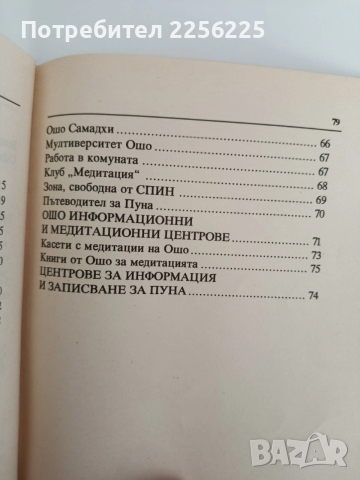 Потребител 2256225
79
Ошо Самадхи 66
Мултиверситет Ошо 67
Работа в комуната 67
Клуб „Медитация" 68
Зона, свободна от СПИН 69
Пътеводител за Пуна 70
ОШО ИНФОРМАЦИОННИ
И МЕДИТАЦИОННИ ЦЕНТРОВЕ 71
Касети с медитации на Ошо 73
Книги от Ошо за медитацията 75
ЦЕНТРОВЕ ЗА ИНФОРМАЦИЯ
И ЗАПИСВАНЕ ЗА ПУНА 74
bazar.bg